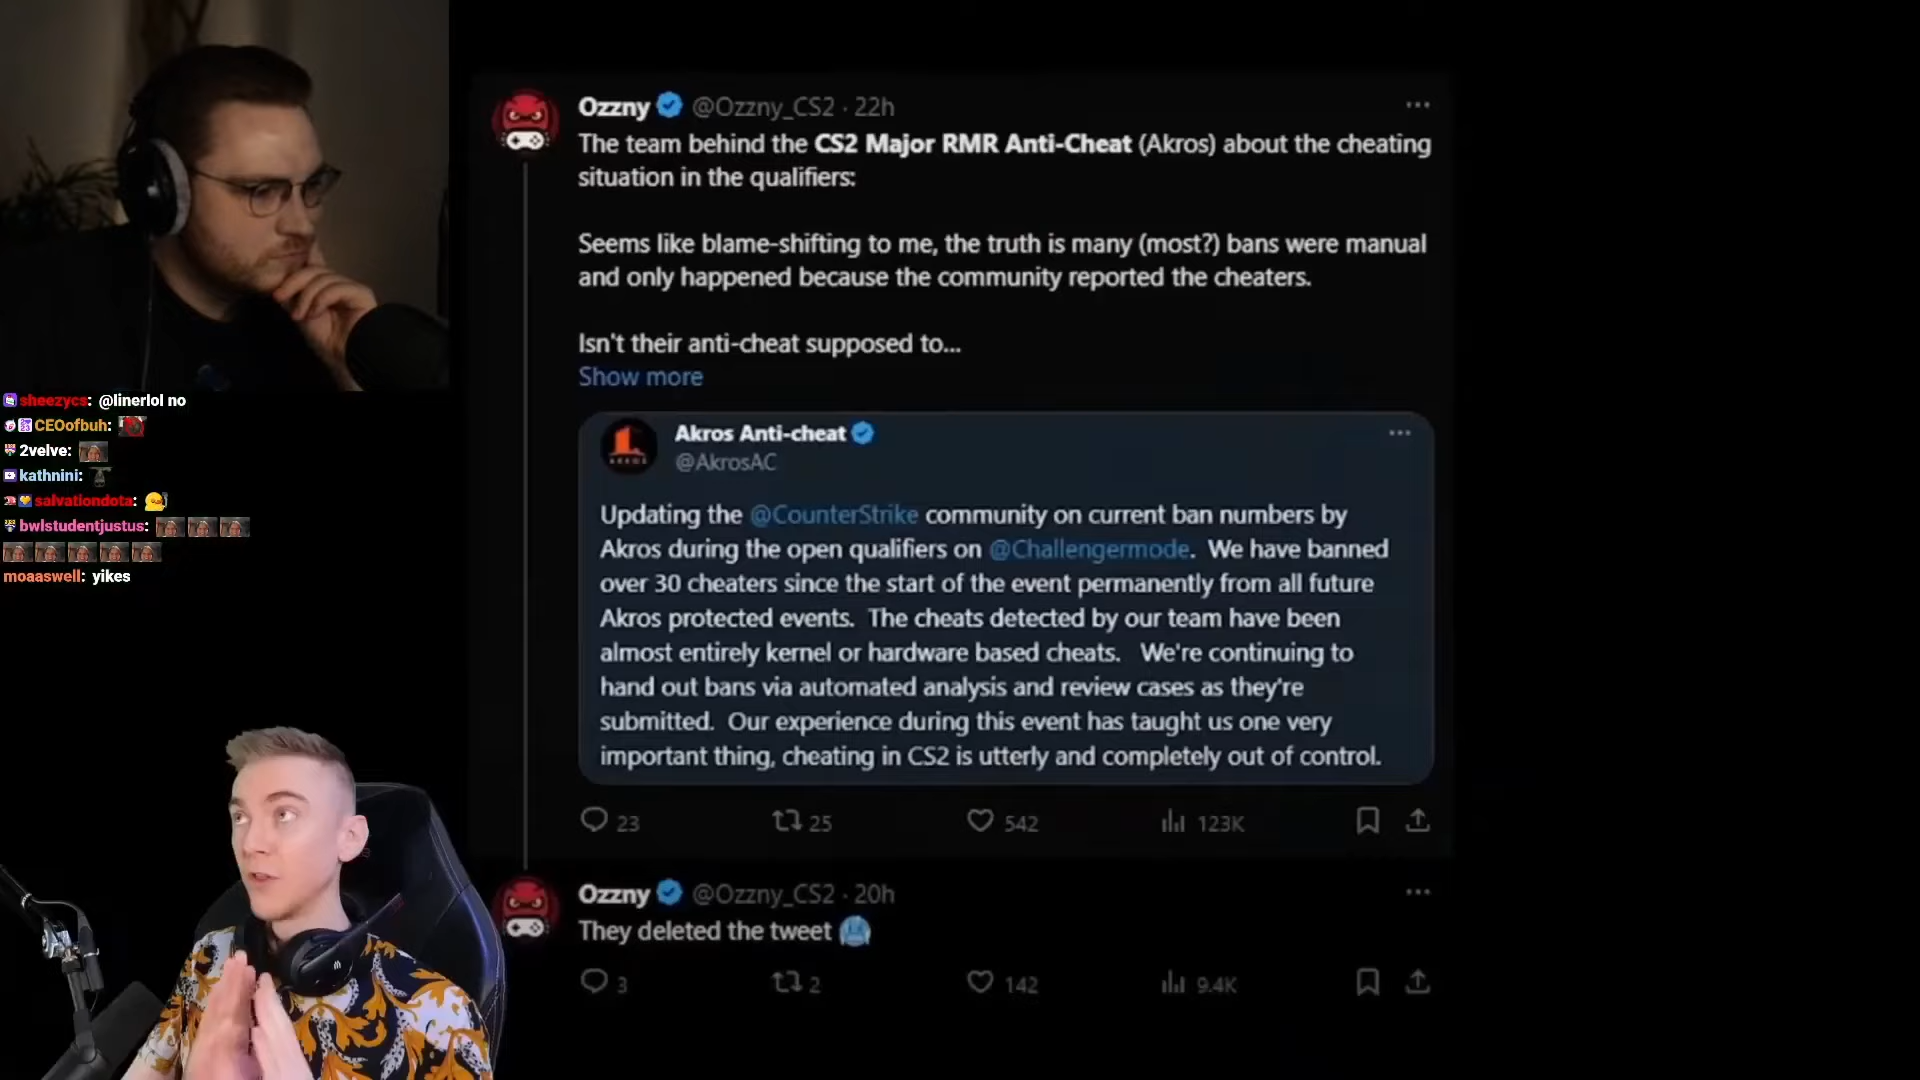 Ozzny @Ozzny_CS2 · 22h
The team behind the CS2 Major RMR Anti-Cheat (Akros) about the cheating
situation in the qualifiers:
Seems like blame-shifting to me, the truth is many (most?) bans were manual
and only happened because the community reported the cheaters.
Isn't their anti-cheat supposed to...
Show more
sheezycs: @linerlol no
CEOofbuh:
2velve:
kathnini:
salvationdota:
bwlstudentjustus:
moaaswell: yikes
AKROS
Akros Anti-cheat
@AkrosAC
Updating the @CounterStrike community on current ban numbers by
Akros during the open qualifiers on @Challengermode. We have banned
over 30 cheaters since the start of the event permanently from all future
Akros protected events. The cheats detected by our team have been
almost entirely kernel or hardware based cheats. We're continuing to
hand out bans via automated analysis and review cases as they're
submitted. Our experience during this event has taught us one very
important thing, cheating in CS2 is utterly and completely out of control.
23 25 542 123K
Ozzny @Ozzny_CS2 · 20h
They deleted the tweet
3 2 142 9.4K